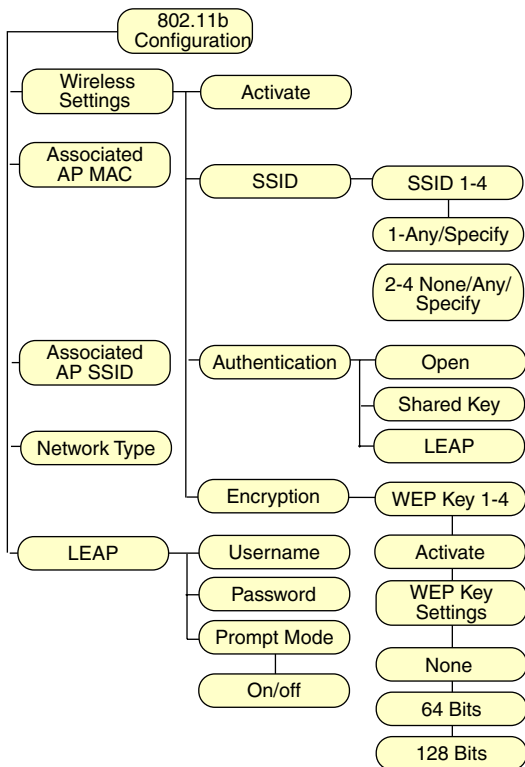 802.11b
Configuration
Wireless
Settings
Activate
Associated
AP MAC
SSID
SSID 1-4
1-Any/Specify
2-4 None/Any/
Specify
Associated
AP SSID
Authentication
Open
Shared Key
LEAP
Network Type
Encryption
WEP Key 1-4
Activate
WEP Key
Settings
None
64 Bits
128 Bits
LEAP
Username
Password
Prompt Mode
On/off